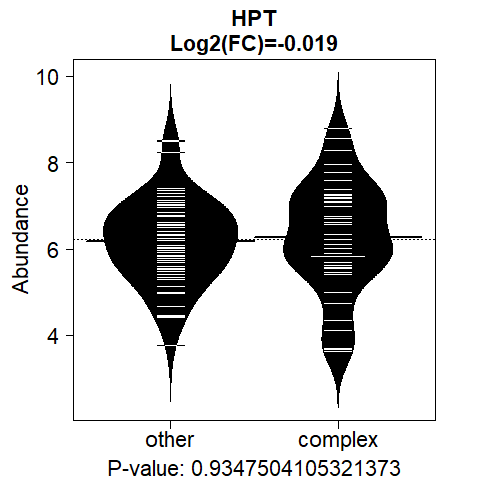 HPT
Log2(FC)=-0.019
Abundance
10
8
6
4
other complex
P-value: 0.9347504105321373